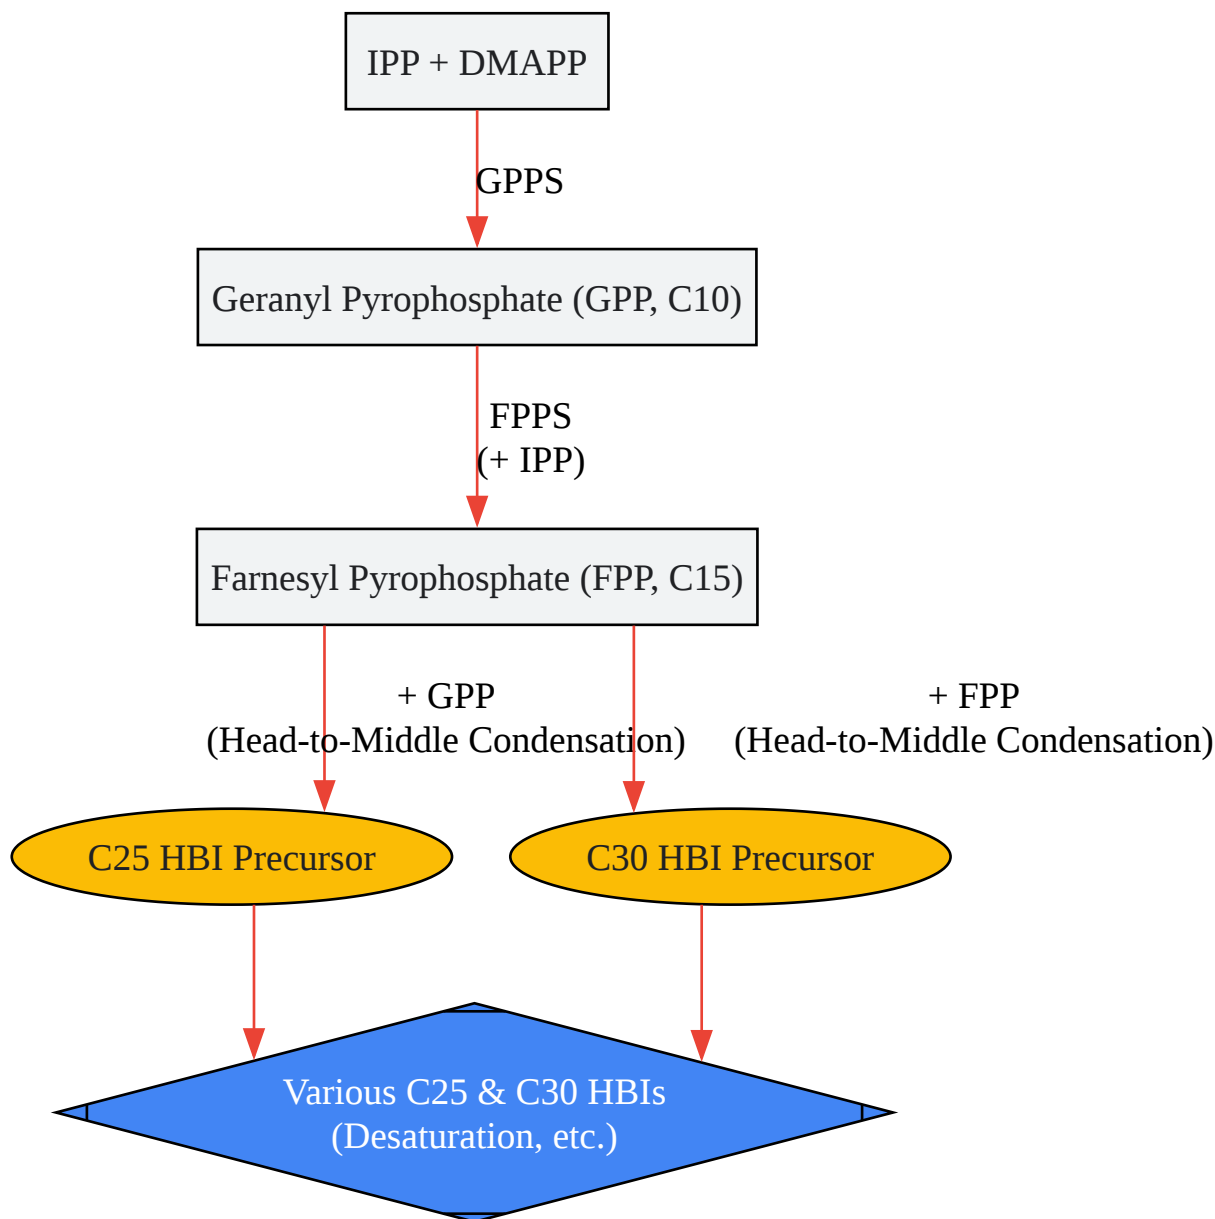 IPP + DMAPP
GPPS
Geranyl Pyrophosphate (GPP, C10)
FPPS
(+ IPP)
Farnesyl Pyrophosphate (FPP, C15)
+ GPP
(Head-to-Middle Condensation)
+ FPP
(Head-to-Middle Condensation)
C25 HBI Precursor
C30 HBI Precursor
Various C25 & C30 HBIs
(Desaturation, etc.)